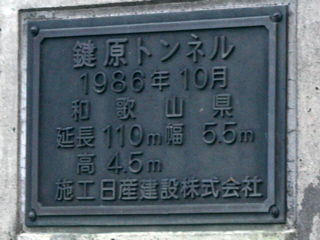 鍵原トンネル
1986年10月
和歌山県
延長110m幅5.5m
高4.5m
施工日産建設株式会社